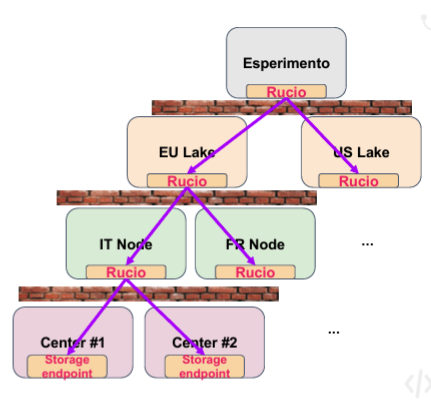 Esperimento
Rucio
EU Lake
US Lake
Rucio
Rucio
IT Node
FR Node
...
Rucio
Rucio
...
Center #1
Center #2
Storage
endpoint
Storage
endpoint